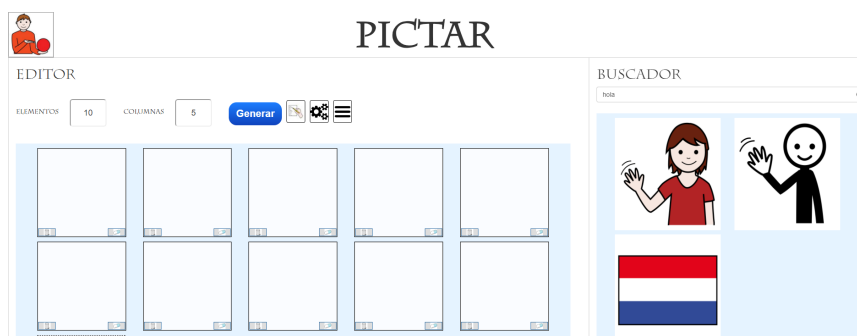 PICTAR
EDITOR
ELEMENTOS 10 COLUMNAS 5 Generar
BUSCADOR
hola